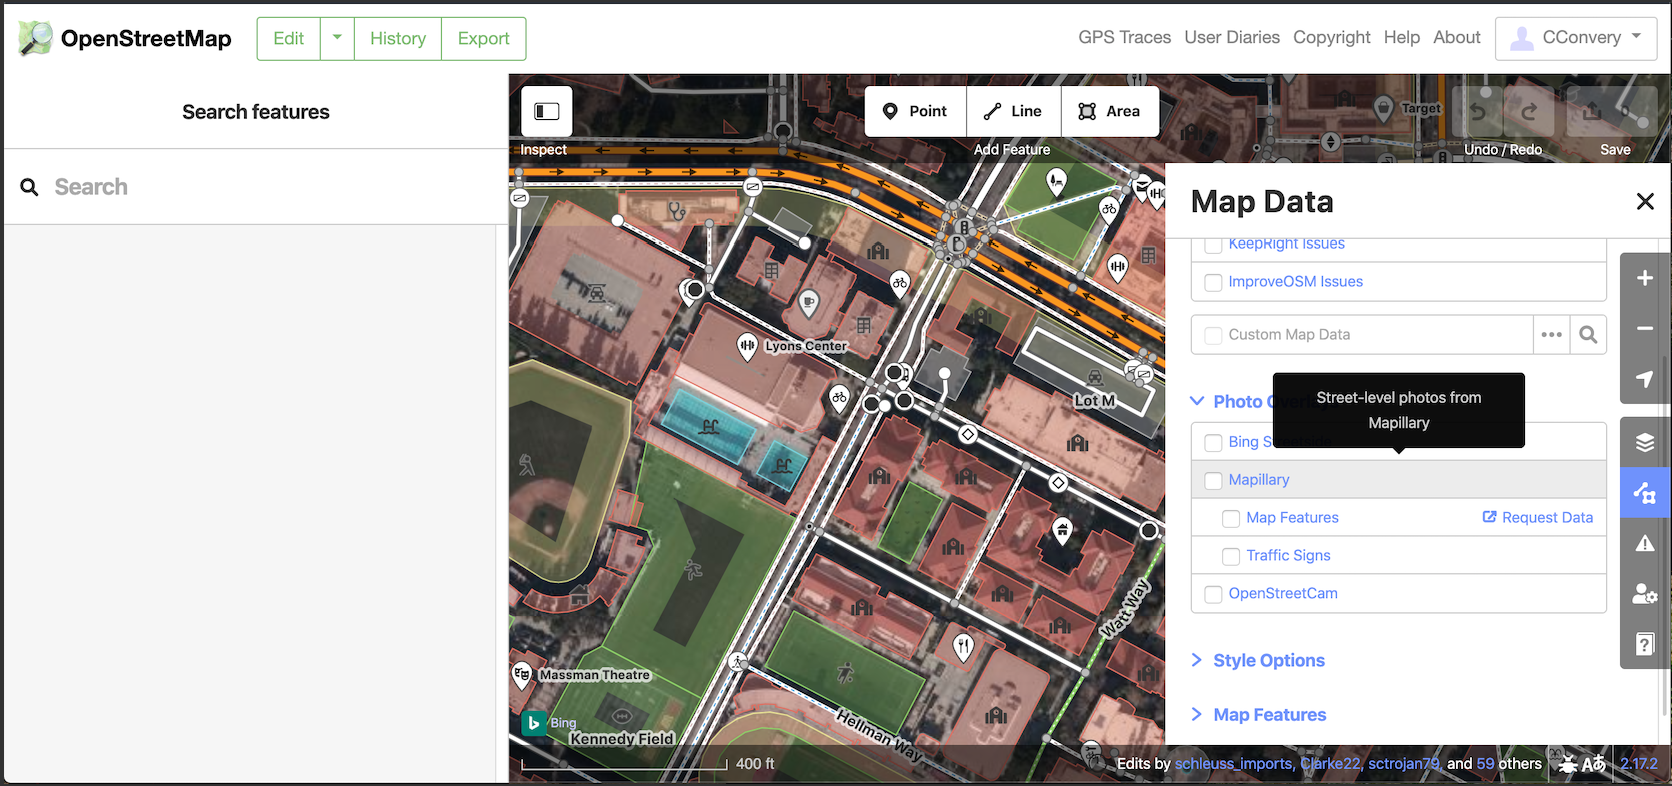 OpenStreetMap
Edit
History
Export
GPS Traces
User Diaries
Copyright
Help
About
CConvery
Search features
Search
Inspect
Point
Line
Area
Add Feature
Target
Undo / Redo
Save
Map Data
KeepRight Issues
ImproveOSM Issues
Custom Map Data
Street-level photos from
Mapillary
Photo O
Bing S
Mapillary
Map Features
Request Data
Traffic Signs
OpenStreetCam
Style Options
Map Features
Lyons Center
Lot M
Watt Way
Massman Theatre
Bing
Kennedy Field
Hellman Way
400 ft
Edits by schleuss_imports, Clarke22, sctrojan79, and 59 others
2.17.2